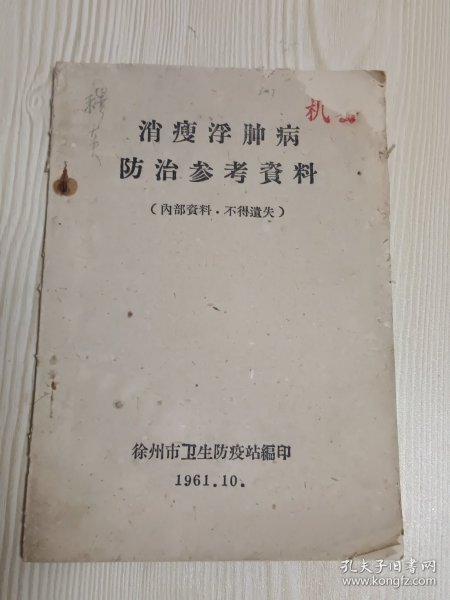 机
消瘦浮肿病
防治参考資料
（內部資料·不得遺失）
徐州市卫生防疫站編印
1961.10.
孔夫子旧书网
www.kongfz.com